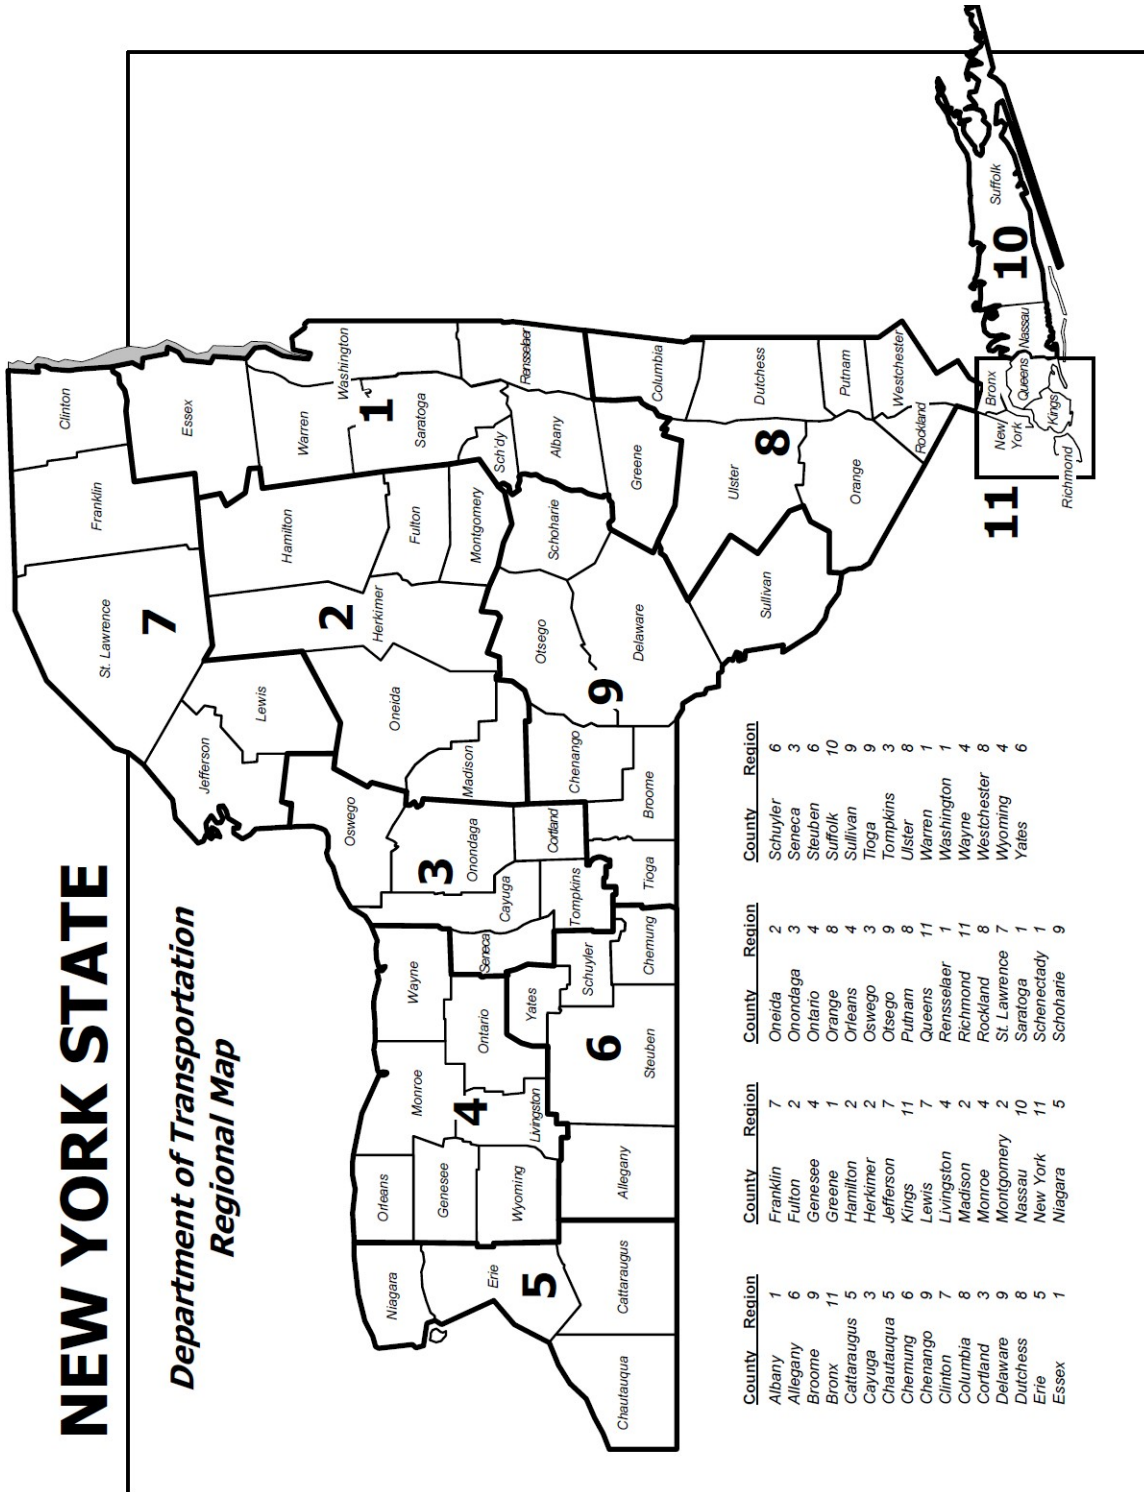 NEW YORK STATE
Department of Transportation
Regional Map
Clinton
Franklin
St. Lawrence
7
Essex
Jefferson
Lewis
Hamilton
Warren
Washington
2
1
Herkimer
Oswego
Oneida
Fulton
Saratoga
Niagara
Orleans
Monroe
Wayne
3
Onondaga
Madison
Montgomery
Sch'dy
Rensselaer
Genesee
4
Ontario
Seneca
Cayuga
Erie
5
Wyoming
Livingston
Yates
Cortland
Otsego
Schoharie
Albany
Chenango
9
Tompkins
Schuyler
6
Greene
Columbia
Chautauqua
Cattaraugus
Allegany
Steuben
Chemung
Tioga
Broome
Delaware
Ulster
8
Dutchess
Sullivan
Orange
Putnam
Rockland
Westchester
11
New
York
Bronx
Queens
Nassau
10
Suffolk
Kings
Richmond
County Region County Region County Region County Region
Albany 1 Franklin 7 Oneida 2 Schuyler 6
Allegany 6 Fulton 2 Onondaga 3 Seneca 3
Broome 9 Genesee 4 Ontario 4 Steuben 6
Bronx 11 Greene 1 Orange 8 Suffolk 10
Cattaraugus 5 Hamilton 2 Orleans 4 Sullivan 9
Cayuga 3 Herkimer 2 Oswego 3 Tioga 9
Chautauqua 5 Jefferson 7 Otsego 9 Tompkins 3
Chemung 6 Kings 11 Putnam 8 Ulster 8
Chenango 9 Lewis 7 Queens 11 Warren 1
Clinton 7 Livingston 4 Rensselaer 1 Washington 1
Columbia 8 Madison 2 Richmond 11 Wayne 4
Cortland 3 Monroe 4 Rockland 8 Westchester 8
Delaware 9 Montgomery 2 St. Lawrence 7 Wyoming 4
Dutchess 8 Nassau 10 Saratoga 1 Yates 6
Erie 5 New York 11 Schenectady 1
Essex 1 Niagara 5 Schoharie 9